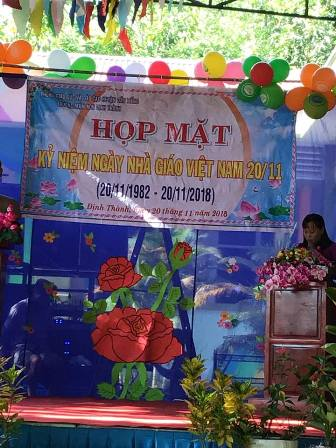 HỌP MẶT
KỶ NIỆM NGÀY NHÀ GIÁO VIỆT NAM 20/11
(20/11/1982 - 20/11/2018)
Định Thành, ngày 20 tháng 11 năm 2018